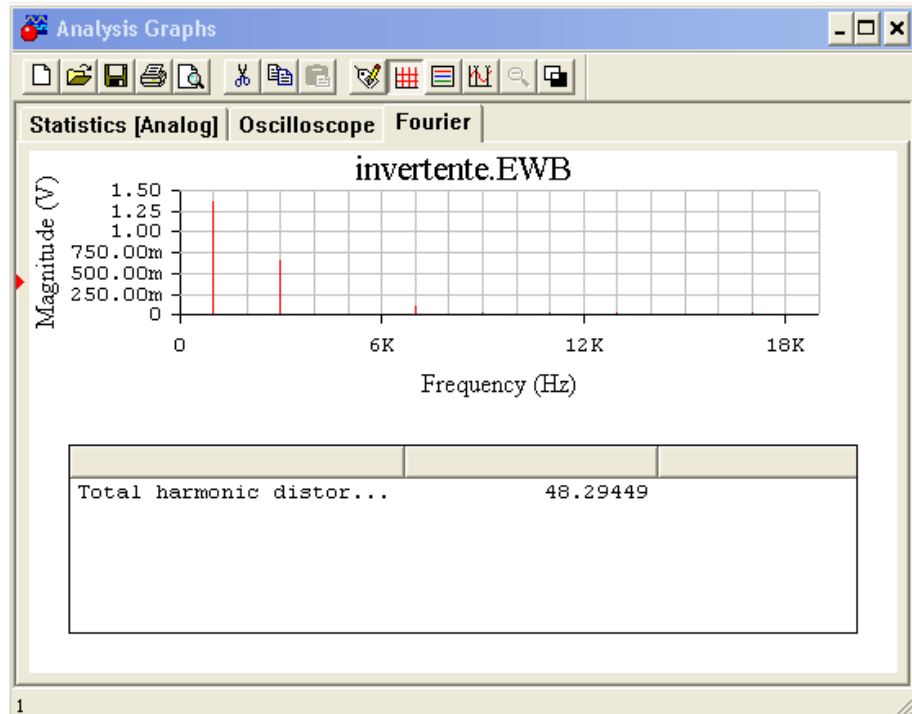 Analysis Graphs
Statistics [Analog] Oscilloscope Fourier
invertente.EWB
Magnitude (V)
1.50
1.25
1.00
750.00m
500.00m
250.00m
0
0 6K 12K 18K
Frequency (Hz)
Total harmonic distor... 48.29449
1